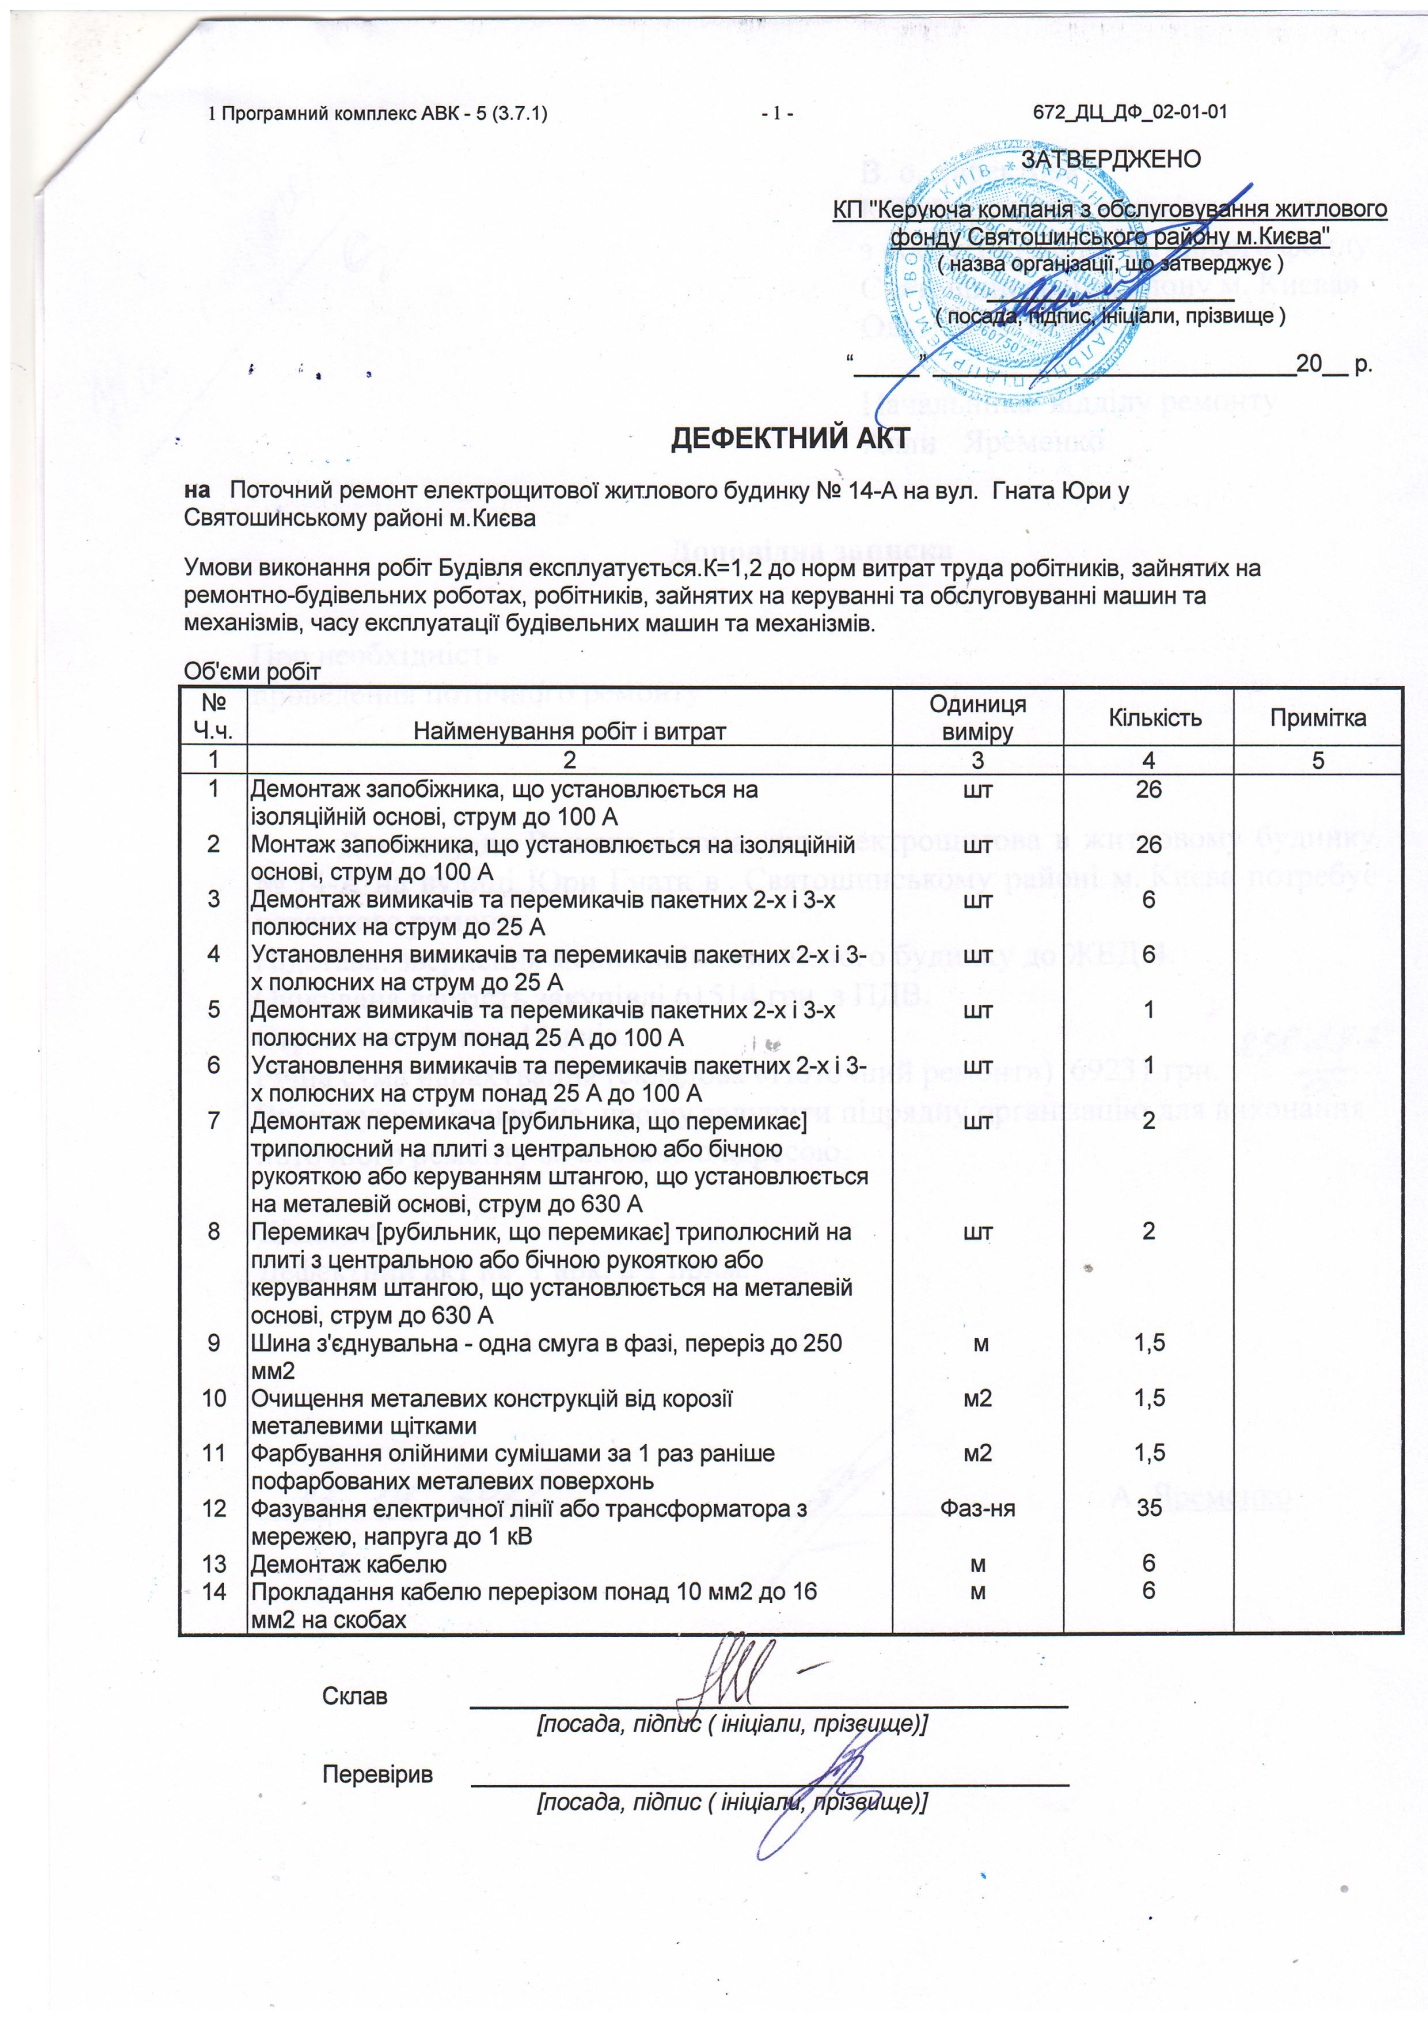 1 Програмний комплекс АВК - 5 (3.7.1) - 1 - 672_ДЦ_ДФ_02-01-01
ЗАТВЕРДЖЕНО
КП "Керуюча компанія з обслуговування житлового
фонду Святошинського району м.Києва"
( назва організації, що затверджує )
( посада, підпис, ініціали, прізвище )
“_____” ____________________________20__ р.
ДЕФЕКТНИЙ АКТ
на Поточний ремонт електрощитової житлового будинку № 14-А на вул. Гната Юри у
Святошинському районі м.Києва
Умови виконання робіт Будівля експлуатується.К=1,2 до норм витрат труда робітників, зайнятих на
ремонтно-будівельних роботах, робітників, зайнятих на керуванні та обслуговуванні машин та
механізмів, часу експлуатації будівельних машин та механізмів.
Об'єми робіт
№ Ч.ч. Найменування робіт і витрат Одиниця виміру Кількість Примітка
1 2 3 4 5
1 Демонтаж запобіжника, що установлюється на шт 26
ізоляційній основі, струм до 100 А
2 Монтаж запобіжника, що установлюється на ізоляційній шт 26
основі, струм до 100 А
3 Демонтаж вимикачів та перемикачів пакетних 2-х і 3-х шт 6
полюсних на струм до 25 А
4 Установлення вимикачів та перемикачів пакетних 2-х і 3- шт 6
х полюсних на струм до 25 А
5 Демонтаж вимикачів та перемикачів пакетних 2-х і 3-х шт 1
полюсних на струм понад 25 А до 100 А
6 Установлення вимикачів та перемикачів пакетних 2-х і 3- шт 1
х полюсних на струм понад 25 А до 100 А
7 Демонтаж перемикача [рубильника, що перемикає] шт 2
триполюсний на плиті з центральною або бічною
рукояткою або керуванням штангою, що установлюється
на металевій основі, струм до 630 А
8 Перемикач [рубильник, що перемикає] триполюсний на шт 2
плиті з центральною або бічною рукояткою або
керуванням штангою, що установлюється на металевій
основі, струм до 630 А
9 Шина з'єднувальна - одна смуга в фазі, переріз до 250 м 1,5
мм2
10 Очищення металевих конструкцій від корозії м2 1,5
металевими щітками
11 Фарбування олійними сумішами за 1 раз раніше м2 1,5
пофарбованих металевих поверхонь
12 Фазування електричної лінії або трансформатора з Фаз-ня 35
мережею, напруга до 1 кВ
13 Демонтаж кабелю м 6
14 Прокладання кабелю перерізом понад 10 мм2 до 16 м 6
мм2 на скобах
Склав
[посада, підпис ( ініціали, прізвище)]
Перевірив
[посада, підпис ( ініціали, прізвище)]